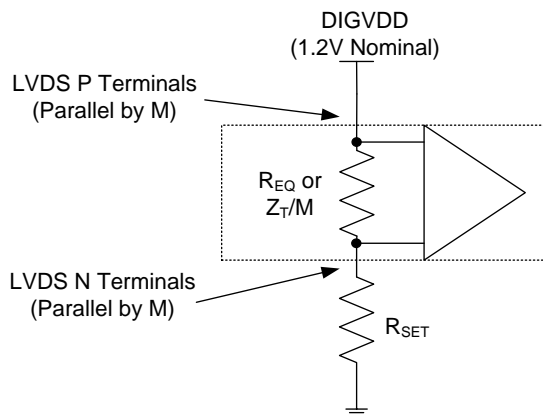 DIGVDD
(1.2V Nominal)
LVDS P Terminals
(Parallel by M)
REQ or
ZT/M
LVDS N Terminals
(Parallel by M)
RSET